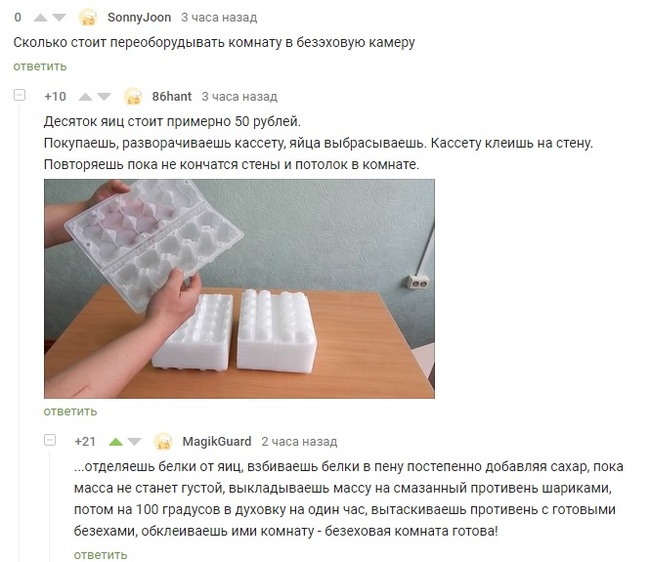 0 SonnyJoon 3 часа назад
Сколько стоит переоборудывать комнату в безэховую камеру
ответить
+10 86hant 3 часа назад
Десяток яиц стоит примерно 50 рублей.
Покупаешь, разворачиваешь кассету, яйца выбрасываешь. Кассету клеишь на стену.
Повторяешь пока не кончатся стены и потолок в комнате.
ответить
+21 MagikGuard 2 часа назад
...отделяешь белки от яиц, взбиваешь белки в пену постепенно добавляя сахар, пока
масса не станет густой, выкладываешь массу на смазанный противень шариками,
потом на 100 градусов в духовку на один час, вытаскиваешь противень с готовыми
безехами, обклеиваешь ими комнату - безеховая комната готова!
ответить